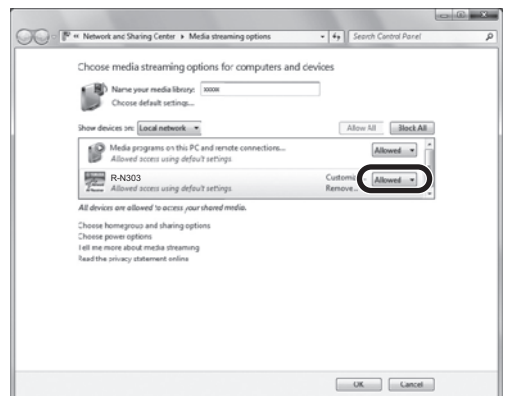 « Network and Sharing Center ▸ Media streaming options
Search Control Panel
Choose media streaming options for computers and devices
Name your media library: xxxxx
Choose default settings...
Show devices on: Local network
Allow All
Block All
Media programs on this PC and remote connections...
Allowed access using default settings.
Allowed
R-N303
Allowed access using default settings.
Customize
Remove...
Allowed
All devices are allowed to access your shared media.
Choose homegroup and sharing options
Choose power options
Tell me more about media streaming
Read the privacy statement online
OK
Cancel